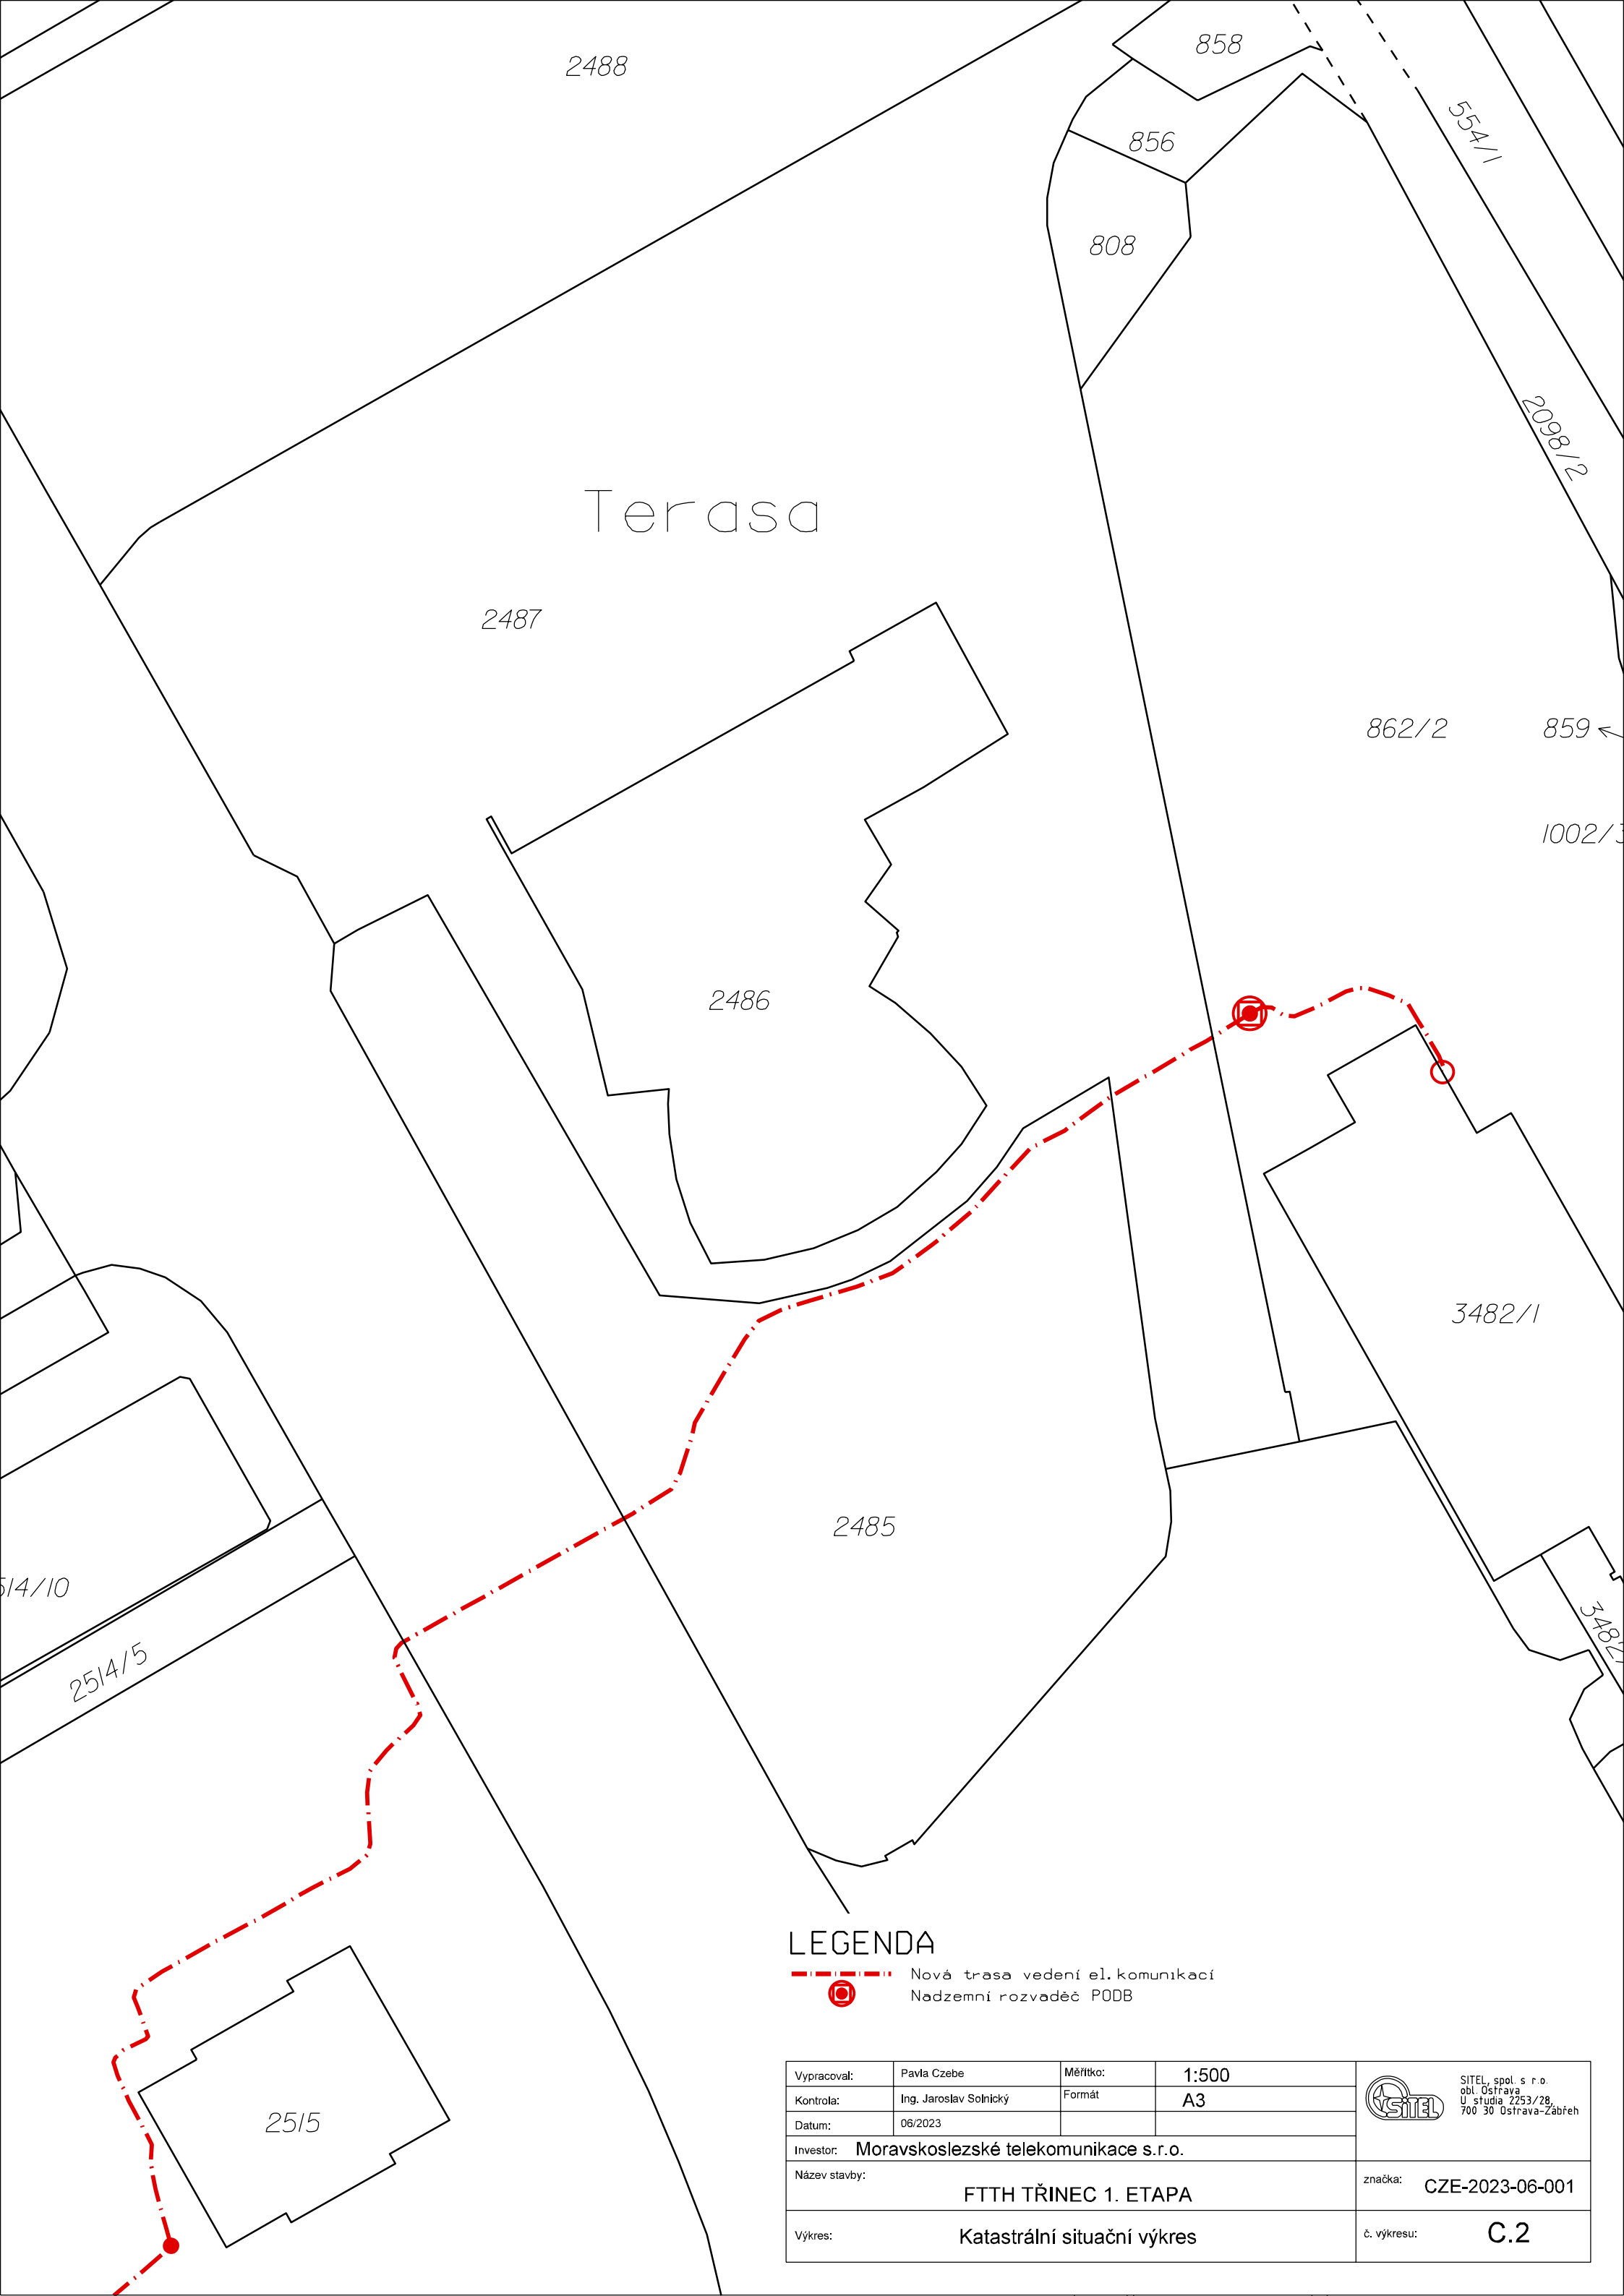 2488
858
554/1
856
808
2098/2
Terasa
2487
862/2
859
1002/3
2486
3482/1
2485
514/10
2514/5
3482/
2515
LEGENDA
Nová trasa vedení el. komunikací
Nadzemní rozvaděč PODB
Vypracoval: Pavla Czebe Měřítko: 1:500
Kontrola: Ing. Jaroslav Solnický Formát A3
Datum: 06/2023
Investor: Moravskoslezské telekomunikace s.r.o.
Název stavby: FTTH TŘINEC 1. ETAPA
Výkres: Katastrální situační výkres
SITEL
SITEL, spol. s r.o.
obl. Ostrava
U studia 2253/28,
700 30 Ostrava-Zábřeh
značka: CZE-2023-06-001
č. výkresu: C.2